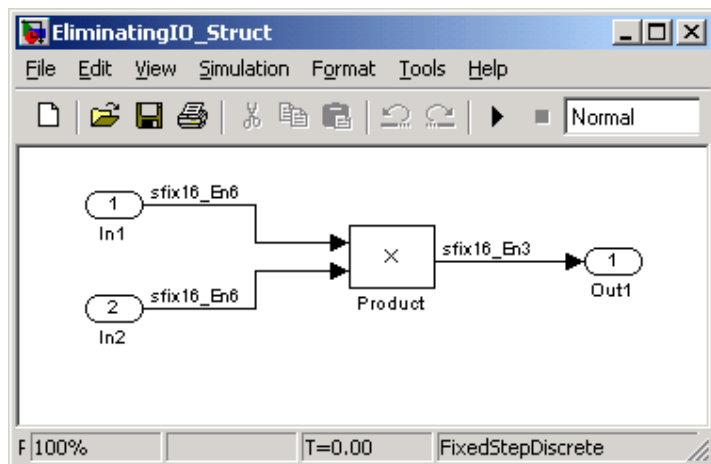 EliminatingIO_Struct
File Edit View Simulation Format Tools Help
Normal
sfix16_En6
1
In1
×
Product
sfix16_En3
1
Out1
sfix16_En6
2
In2
F 100% T=0.00 FixedStepDiscrete